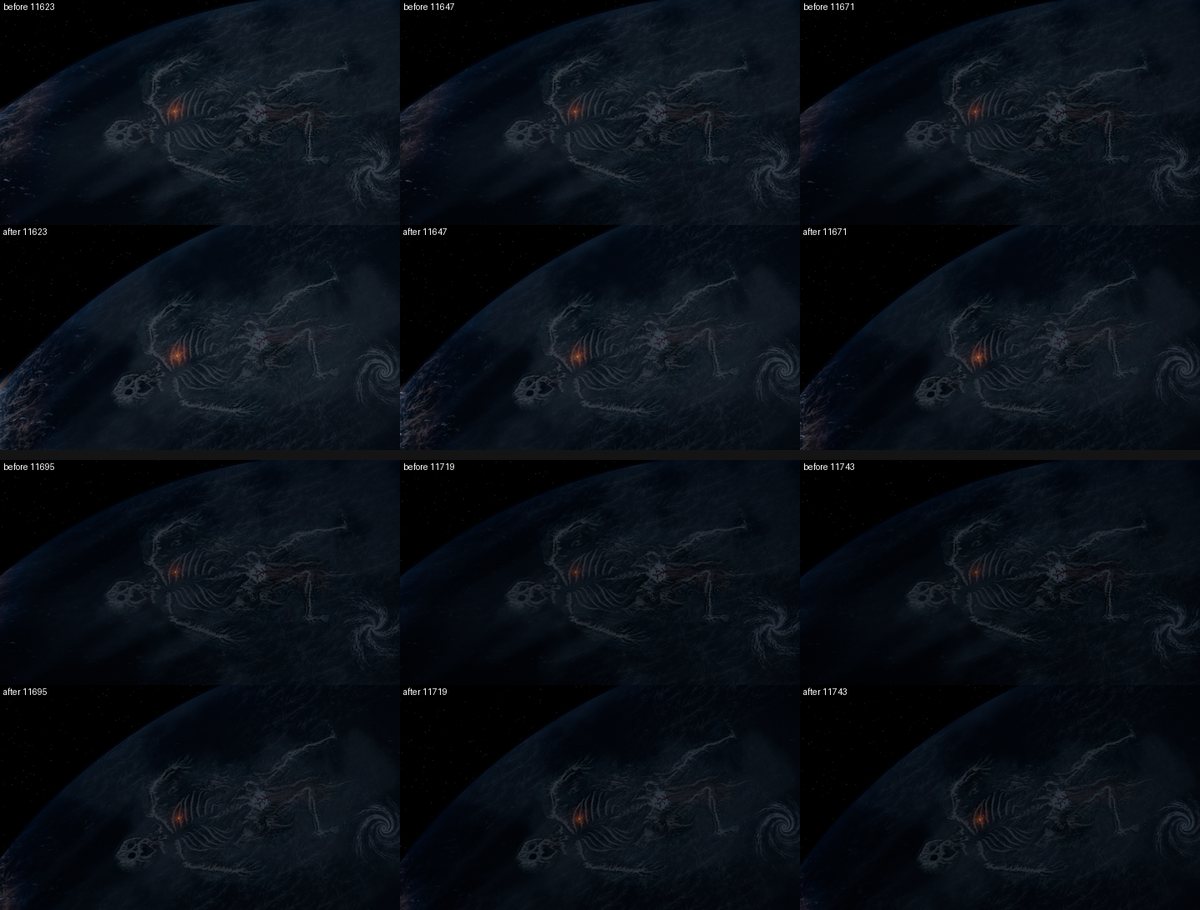 before 11623
before 11647
before 11671
after 11623
after 11647
after 11671
before 11695
before 11719
before 11743
after 11695
after 11719
after 11743